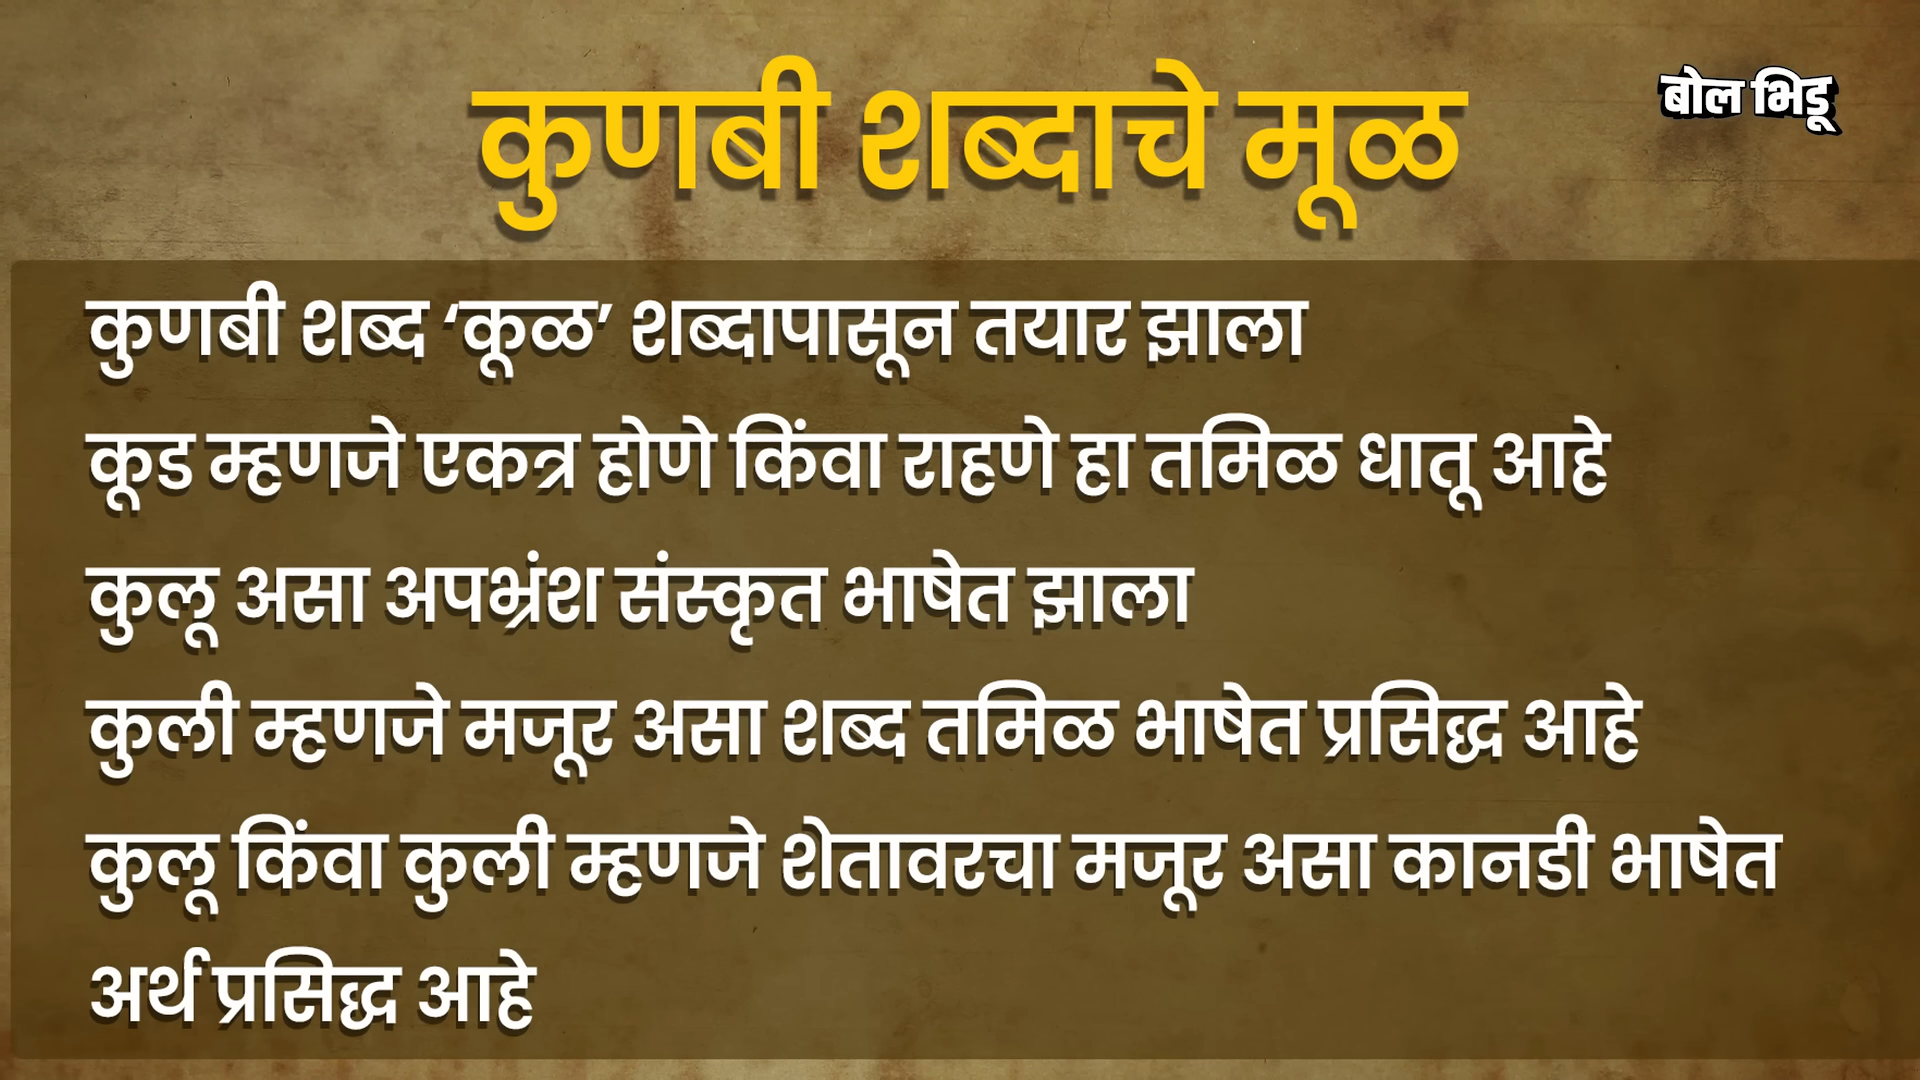 कुणबी शब्दाचे मूळ
बोल भिडू
कुणबी शब्द ‘कूळ’ शब्दापासून तयार झाला
कूड म्हणजे एकत्र होणे किंवा राहणे हा तमिळ धातू आहे
कुलू असा अपभ्रंश संस्कृत भाषेत झाला
कुली म्हणजे मजूर असा शब्द तमिळ भाषेत प्रसिद्ध आहे
कुलू किंवा कुली म्हणजे शेतावरचा मजूर असा कानडी भाषेत
अर्थ प्रसिद्ध आहे